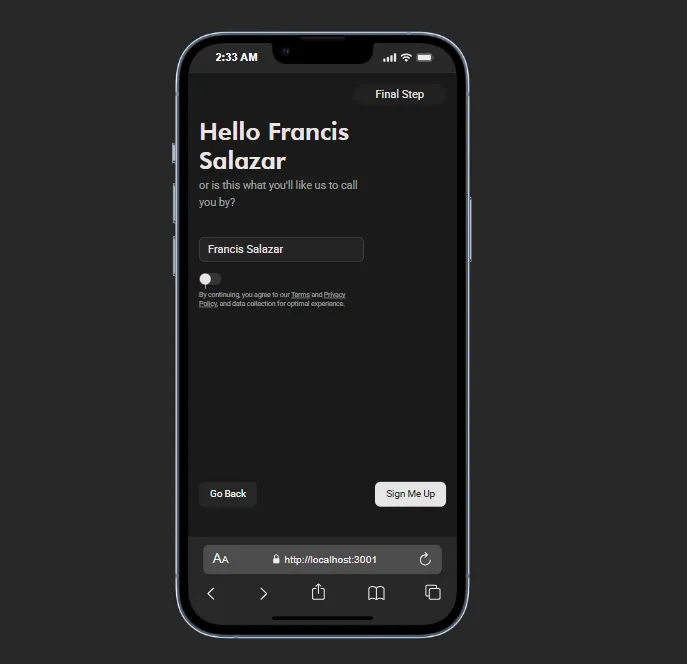 2:33 AM
Final Step
Hello Francis
Salazar
or is this what you'll like us to call
you by?
Francis Salazar
By continuing, you agree to our Terms and Privacy
Policy, and data collection for optimal experience.
Go Back
Sign Me Up
AA
http://localhost:3001